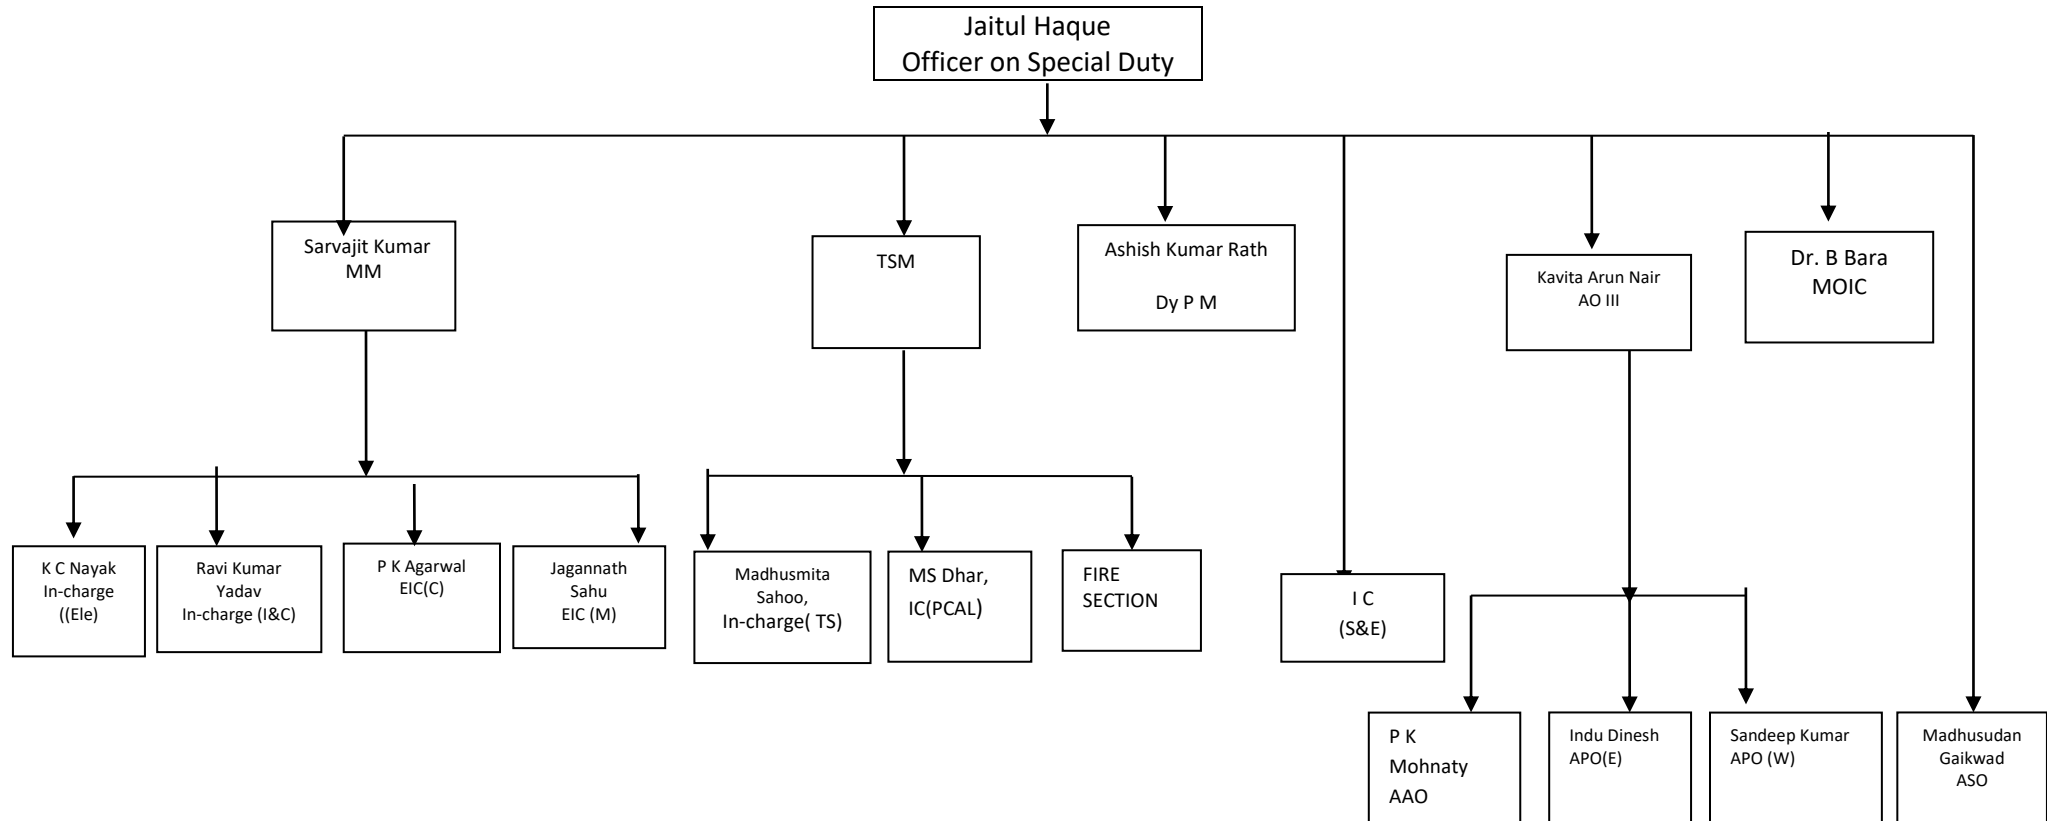 Jaitul Haque
Officer on Special Duty
Sarvajit Kumar
MM
TSM
Ashish Kumar Rath
Dy P M
Kavita Arun Nair
AO III
Dr. B Bara
MOIC
K C Nayak
In-charge
((Ele)
Ravi Kumar
Yadav
In-charge (I&C)
P K Agarwal
EIC(C)
Jagannath
Sahu
EIC (M)
Madhusmita
Sahoo,
In-charge( TS)
MS Dhar,
IC(PCAL)
FIRE
SECTION
I C
(S&E)
P K
Mohnaty
AAO
Indu Dinesh
APO(E)
Sandeep Kumar
APO (W)
Madhusudan
Gaikwad
ASO